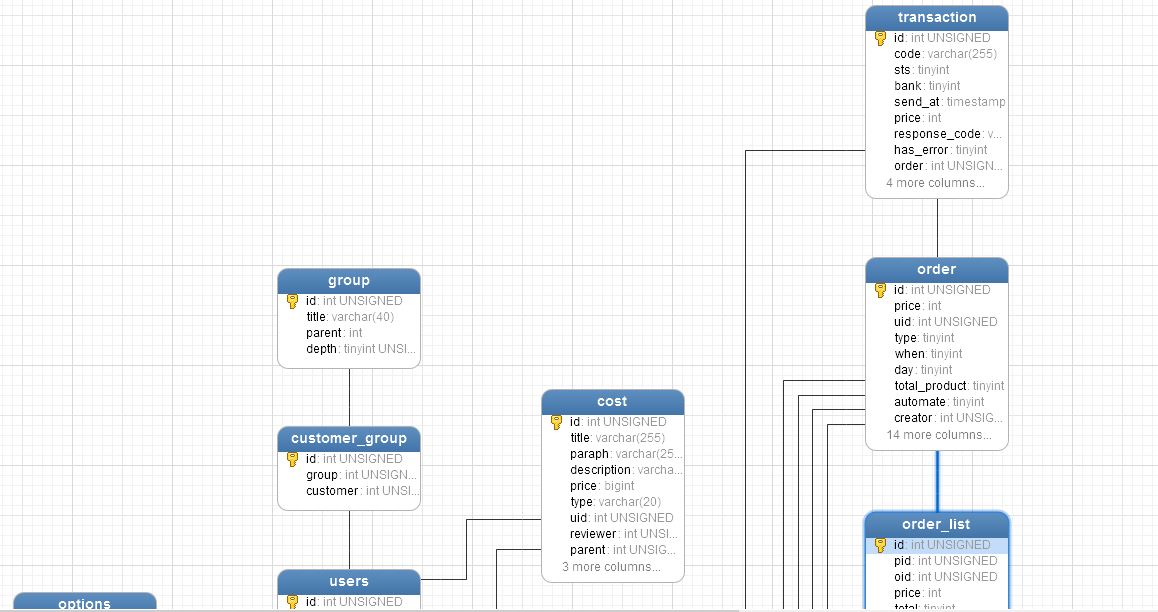 transaction
id: int UNSIGNED
code: varchar(255)
sts: tinyint
bank: tinyint
send_at: timestamp
price: int
response_code: v...
has_error: tinyint
order: int UNSIGN...
4 more columns...
order
id: int UNSIGNED
price: int
uid: int UNSIGNED
type: tinyint
when: tinyint
day: tinyint
total_product: tinyint
automate: tinyint
creator: int UNSIG...
14 more columns...
group
id: int UNSIGNED
title: varchar(40)
parent: int
depth: tinyint UNSI...
customer_group
id: int UNSIGNED
group: int UNSIGN...
customer: int UNSI...
cost
id: int UNSIGNED
title: varchar(255)
paraph: varchar(25...
description: varcha...
price: bigint
type: varchar(20)
uid: int UNSIGNED
reviewer: int UNSI...
parent: int UNSIG...
3 more columns...
order_list
id: int UNSIGNED
pid: int UNSIGNED
oid: int UNSIGNED
price: int
total: tinyint
users
id: int UNSIGNED
options